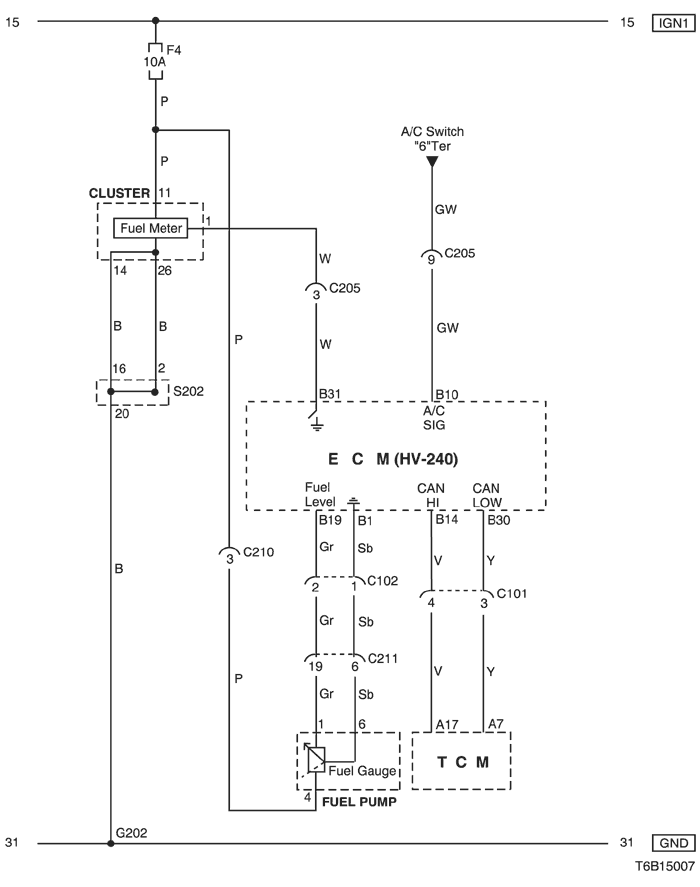 15
15 IGN1
F4
10A
P
A/C Switch
"6"Ter
P
CLUSTER 11
GW
Fuel Meter 1
C205
9
W
14 26
C205
3
B B
GW
P
W
16 2
S202
B31 B10
20
A/C
SIG
E C M (HV-240)
Fuel
Level
CAN
HI
CAN
LOW
B19 B1 B14 B30
Gr Sb
C210
3
V Y
B
C102
2 1
C101
4 3
Gr Sb
C211
19 6
P
V Y
Gr Sb
1 6 A17 A7
T C M
Fuel Gauge
4
FUEL PUMP
G202
31
31 GND
T6B15007